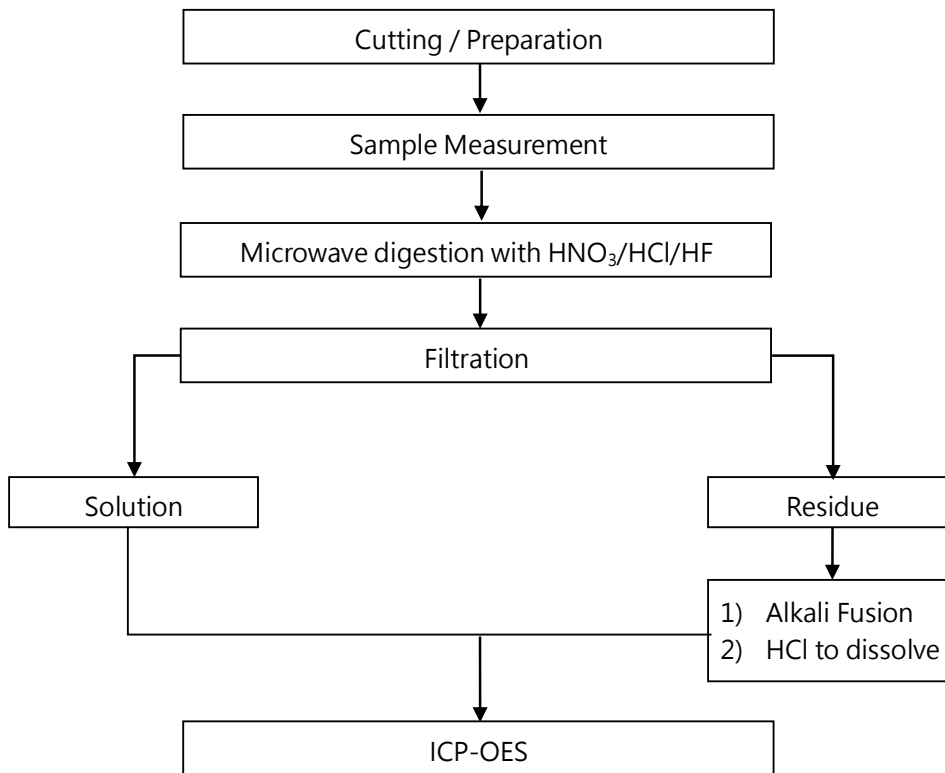 Cutting / Preparation
Sample Measurement
Microwave digestion with HNO₃/HCl/HF
Filtration
Solution
Residue
1) Alkali Fusion
2) HCl to dissolve
ICP-OES